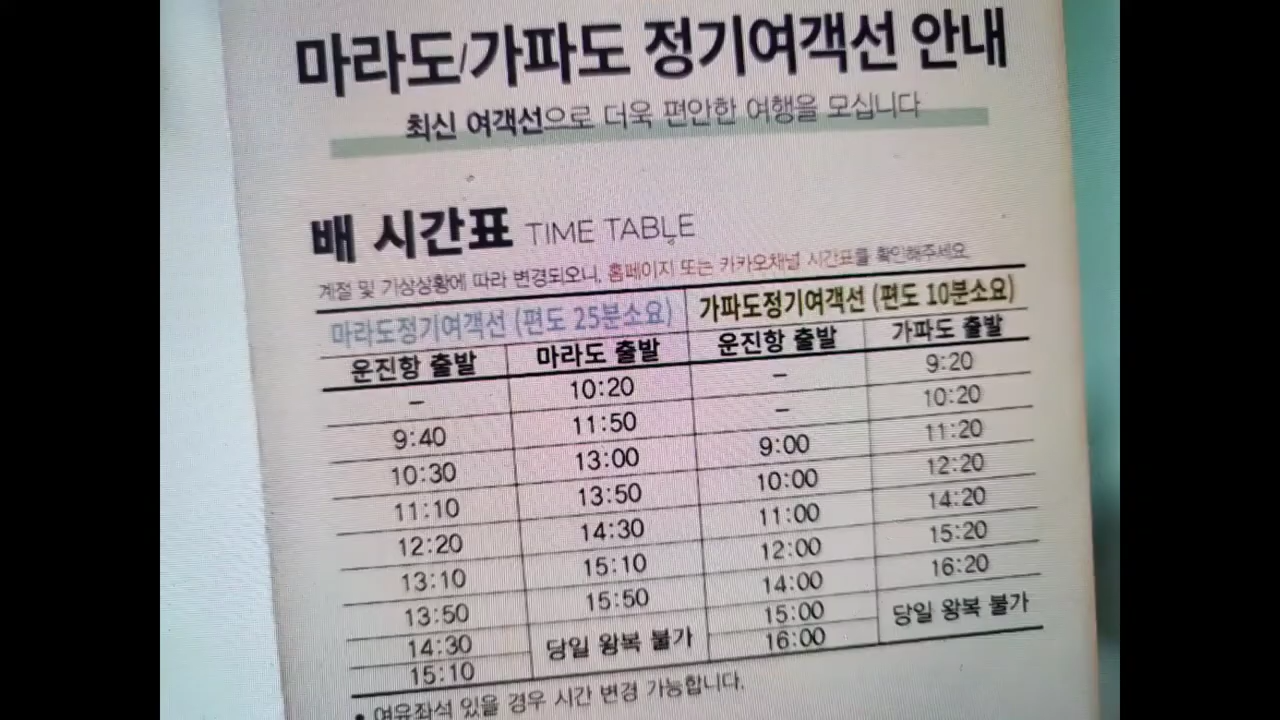 마라도/가파도 정기여객선 안내
최신 여객선으로 더욱 편안한 여행을 모십니다
배 시간표 TIME TABLE
계절 및 기상상황에 따라 변경되오니, 홈페이지 또는 카카오채널 시간표를 확인해주세요.
마라도정기여객선 (편도 25분소요) 가파도정기여객선 (편도 10분소요)
운진항 출발 마라도 출발 운진항 출발 가파도 출발
– 10:20 – 9:20
9:40 11:50 – 10:20
10:30 13:00 9:00 11:20
11:10 13:50 10:00 12:20
12:20 14:30 11:00 14:20
13:10 15:10 12:00 15:20
13:50 15:50 14:00 16:20
14:30 당일 왕복 불가 15:00 당일 왕복 불가
15:10 16:00
• 여유좌석 있을 경우 시간 변경 가능합니다.